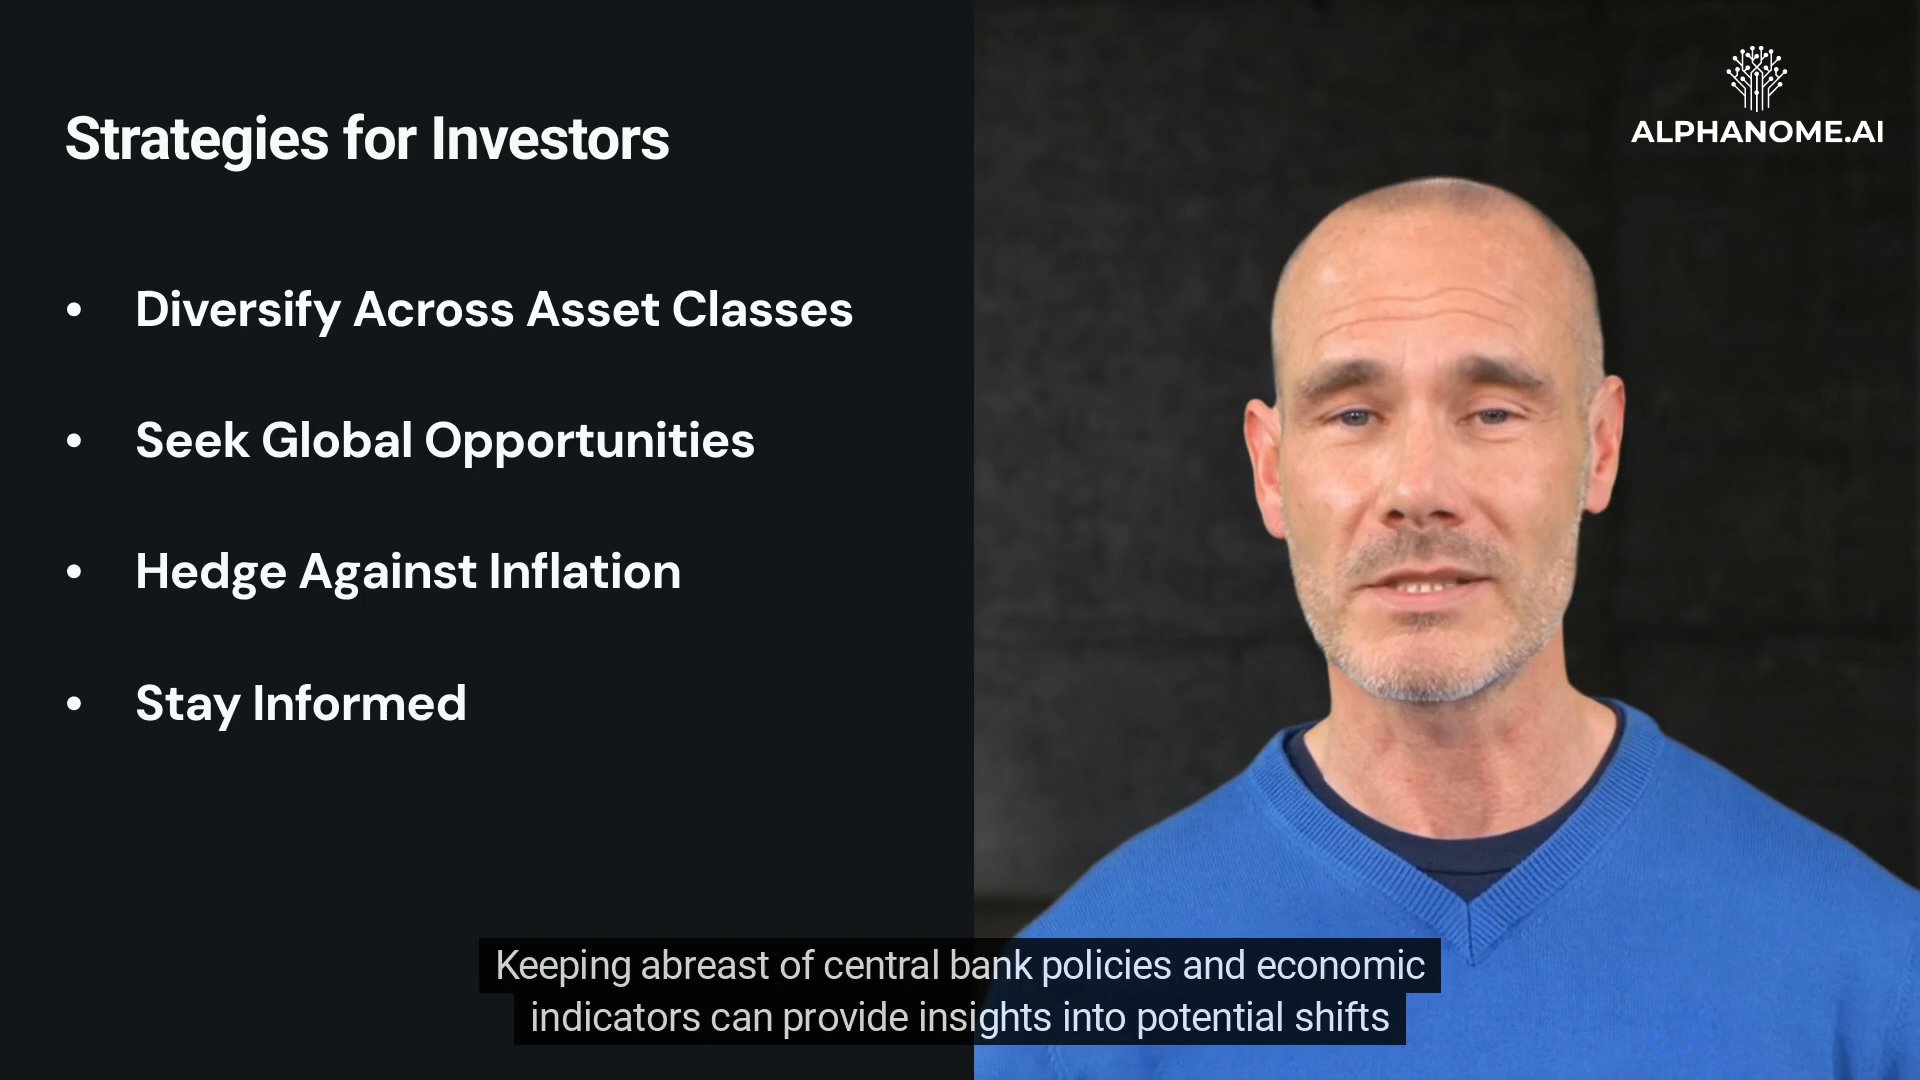 ALPHANOME.AI
Strategies for Investors
• Diversify Across Asset Classes
• Seek Global Opportunities
• Hedge Against Inflation
• Stay Informed
Keeping abreast of central bank policies and economic
indicators can provide insights into potential shifts